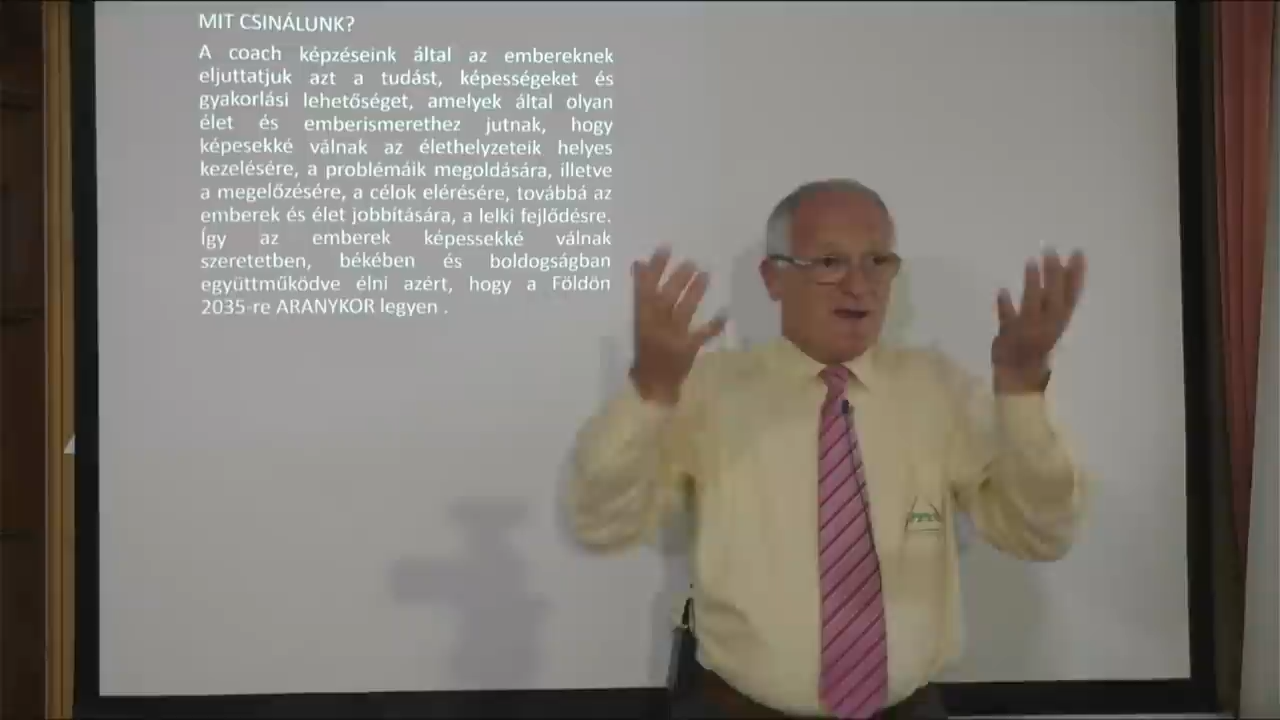 MIT CSINÁLUNK?
A coach képzéseink által az embereknek
eljuttatjuk azt a tudást, képességeket és
gyakorlási lehetőséget, amelyek által olyan
élet és emberismerethez jutnak, hogy
képesekké válnak az élethelyzeteik helyes
kezelésére, a problémáik megoldására, illetve
a megelőzésére, a célok elérésére, továbbá az
emberek és élet jobbítására, a lelki fejlődésre.
Így az emberek képessekké válnak
szeretetben, békében és boldogságban
együttműködve élni azért, hogy a Földön
2035-re ARANYKOR legyen .